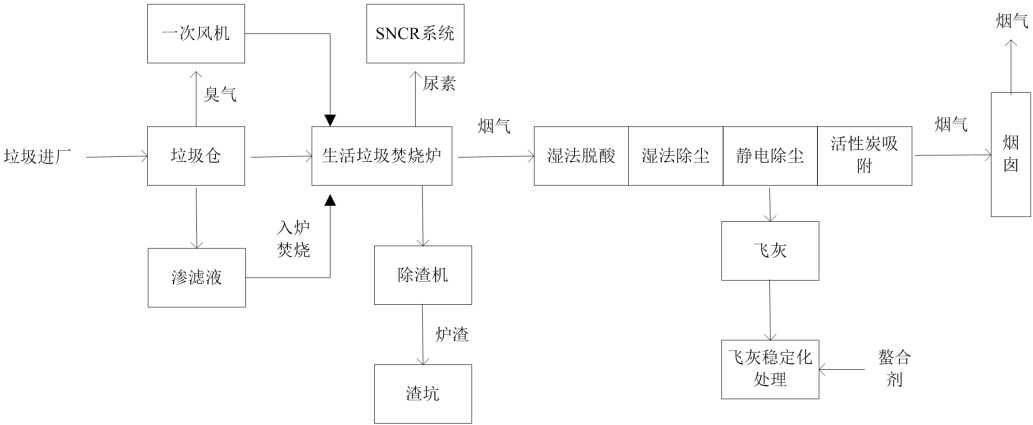 烟气
一次风机
SNCR系统
臭气
尿素
烟气
烟气
垃圾进厂
垃圾仓
生活垃圾焚烧炉
湿法脱酸
湿法除尘
静电除尘
活性炭吸
附
烟
囱
入炉
焚烧
渗滤液
除渣机
飞灰
炉渣
渣坑
飞灰稳定化
处理
螯合
剂